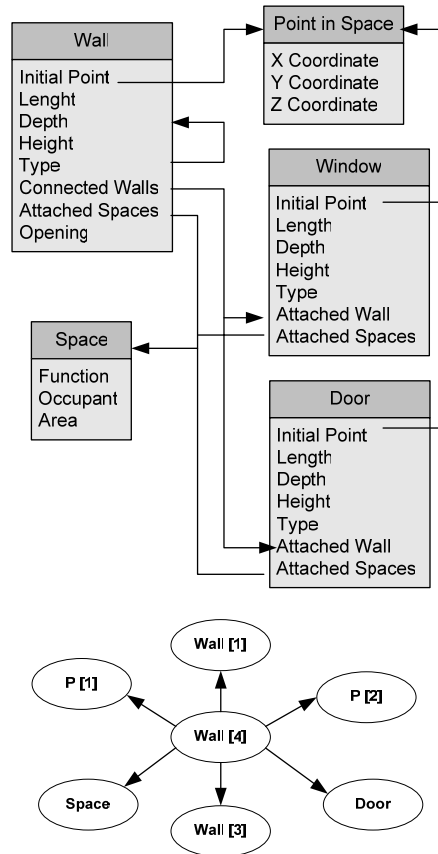 Wall
Initial Point
Lenght
Depth
Height
Type
Connected Walls
Attached Spaces
Opening
Point in Space
X Coordinate
Y Coordinate
Z Coordinate
Window
Initial Point
Length
Depth
Height
Type
Attached Wall
Attached Spaces
Space
Function
Occupant
Area
Door
Initial Point
Length
Depth
Height
Type
Attached Wall
Attached Spaces
Wall [1]
P [1]
P [2]
Wall [4]
Space
Door
Wall [3]